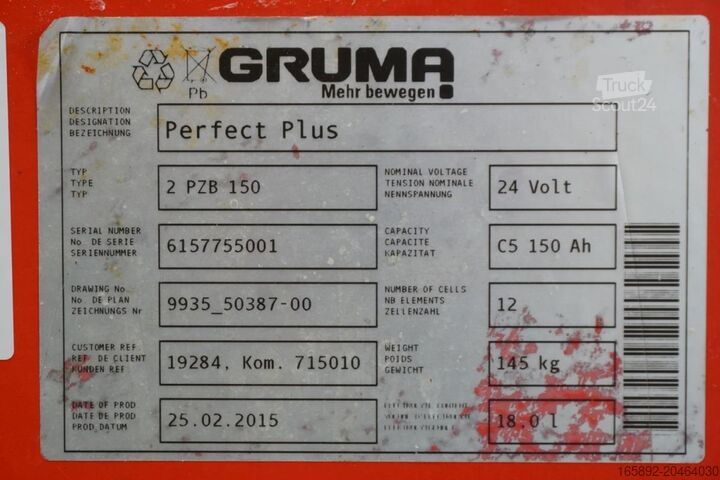 Pb GRUMA
Mehr bewegen!
Truck
Scout24
DESCRIPTION
DESIGNATION
BEZEICHNUNG
Perfect Plus
TYP
TYPE
TYP
2 PZB 150
NOMINAL VOLTAGE
TENSION NOMINALE
NENNSPANNUNG
24 Volt
SERIAL NUMBER
No. DE SERIE
SERIENNUMMER
6157755001
CAPACITY
CAPACITE
KAPAZITAT
C5 150 Ah
DRAWING No
No DE PLAN
ZEICHNUNGS Nr
9935_50387-00
NUMBER OF CELLS
NB ELEMENTS
ZELLENZAHL
12
CUSTOMER REF
REF DE CLIENT
KUNDEN REF
19284, Kom. 715010
WEIGHT
POIDS
GEWICHT
145 kg
DATE OF PROD
DATE DE PROD
PROD.DATUM
25.02.2015
18.0 l
165892-20464030